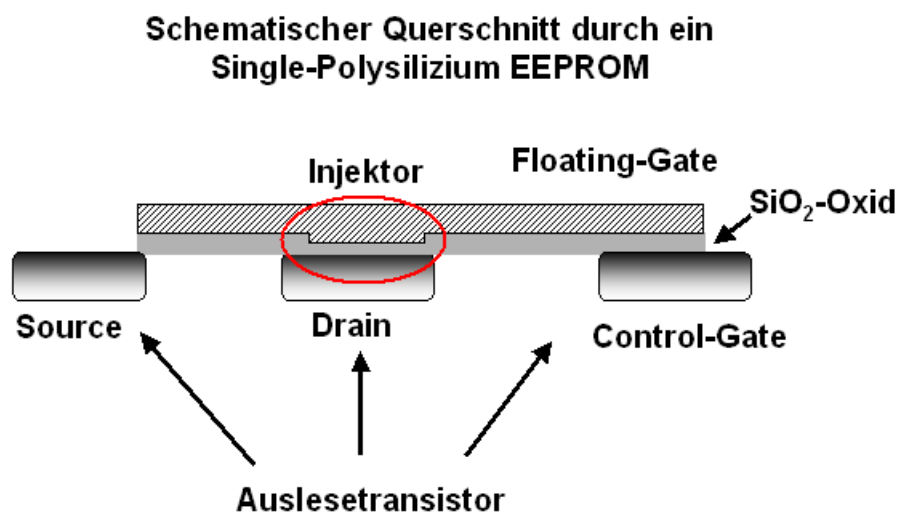 Schematischer Querschnitt durch ein
Single-Polysilizium EEPROM
Injektor
Floating-Gate
SiO₂-Oxid
Source
Drain
Control-Gate
Auslesetransistor